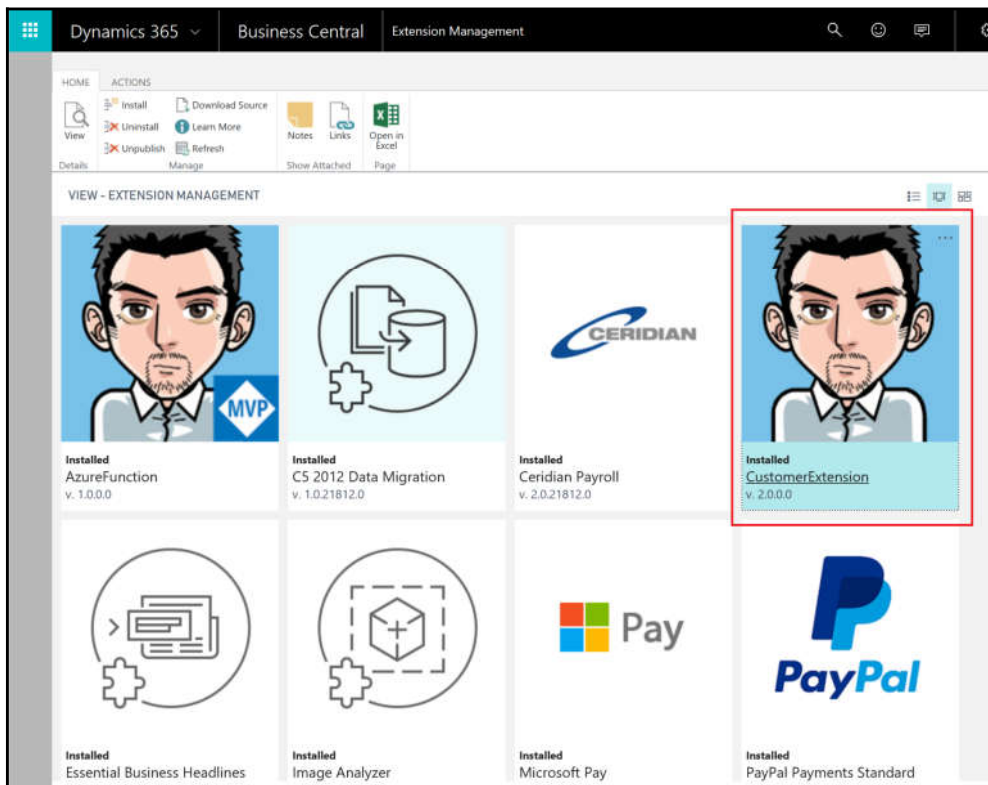 Dynamics 365 Business Central Extension Management
HOME ACTIONS
View
Install
Uninstall
Unpublish
Download Source
Learn More
Refresh
Notes
Links
Open in
Excel
Details Manage Show Attached Page
VIEW - EXTENSION MANAGEMENT
MVP
CERIDIAN
Installed
AzureFunction
v. 1.0.0.0
Installed
C5 2012 Data Migration
v. 1.0.21812.0
Installed
Ceridian Payroll
v. 2.0.21812.0
Installed
CustomerExtension
v. 2.0.0.0
Pay
PayPal
Installed
Essential Business Headlines
Installed
Image Analyzer
Installed
Microsoft Pay
Installed
PayPal Payments Standard